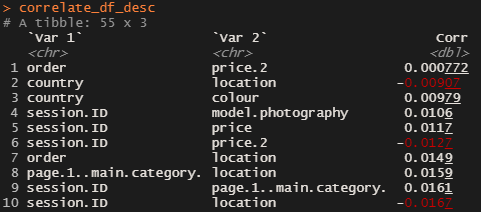 > correlate_df_desc
# A tibble: 55 x 3
`Var 1` `Var 2` Corr
<chr> <chr> <dbl>
1 order price.2 0.000772
2 country location -0.00907
3 country colour 0.00979
4 session.ID model.photography 0.0106
5 session.ID price 0.0117
6 session.ID price.2 -0.0127
7 order location 0.0149
8 page.1..main.category. location 0.0159
9 session.ID page.1..main.category. 0.0161
10 session.ID location -0.0167